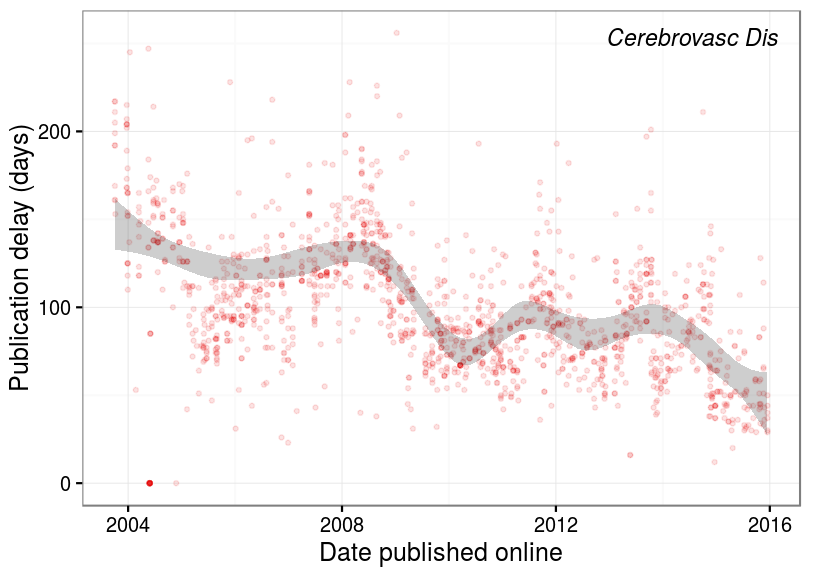 Cerebrovasc Dis
Publication delay (days)
200
100
0
2004 2008 2012 2016
Date published online